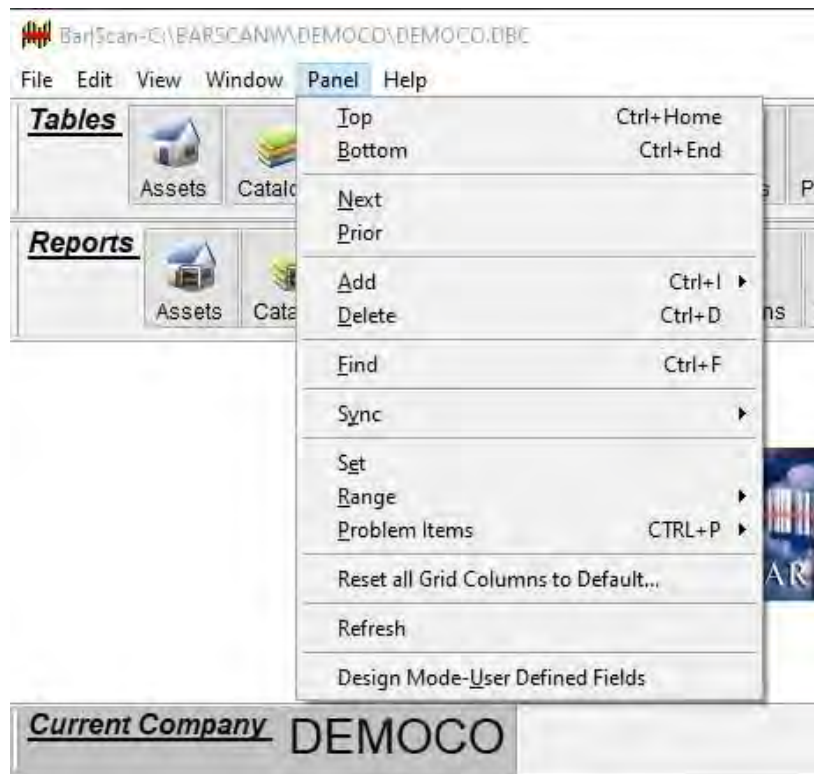 Bar|Scan-C:\BARSCANW\DEMOCO\DEMOCO.DBC
File Edit View Window Panel Help
Tables
Assets
Reports
Assets
Top Ctrl+Home
Bottom Ctrl+End
Next
Prior
Add Ctrl+I
Delete Ctrl+D
Find Ctrl+F
Sync
Set
Range
Problem Items CTRL+P
Reset all Grid Columns to Default...
Refresh
Design Mode-User Defined Fields
Current Company DEMOCO